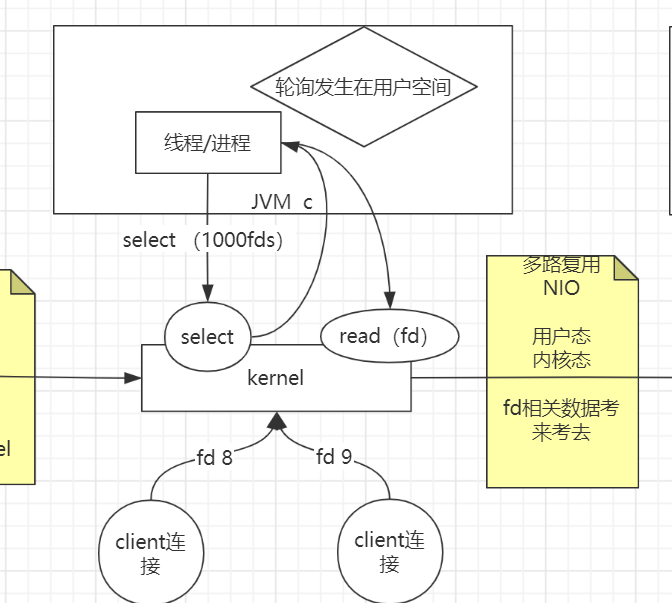 轮询发生在用户空间
线程/进程
JVM c
select （1000fds）
select
read（fd）
kernel
多路复用
NIO
用户态
内核态
fd相关数据考
来考去
el
fd 8
fd 9
client连
接
client连
接